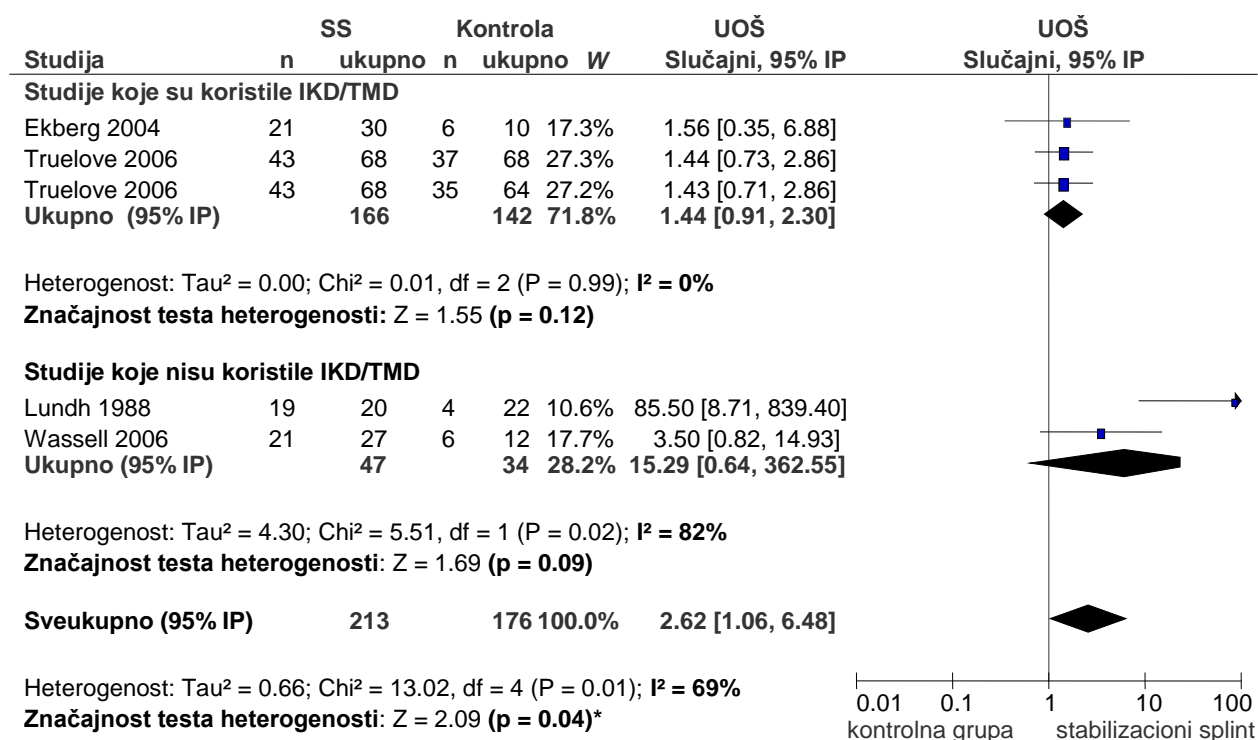 SS Kontrola UOŠ UOŠ
Studija n ukupno n ukupno W Slučajni, 95% IP Slučajni, 95% IP
Studije koje su koristile IKD/TMD
Ekberg 2004 21 30 6 10 17.3% 1.56 [0.35, 6.88]
Truelove 2006 43 68 37 68 27.3% 1.44 [0.73, 2.86]
Truelove 2006 43 68 35 64 27.2% 1.43 [0.71, 2.86]
Ukupno (95% IP) 166 142 71.8% 1.44 [0.91, 2.30]
Heterogenost: Tau² = 0.00; Chi² = 0.01, df = 2 (P = 0.99); I² = 0%
Značajnost testa heterogenosti: Z = 1.55 (p = 0.12)
Studije koje nisu koristile IKD/TMD
Lundh 1988 19 20 4 22 10.6% 85.50 [8.71, 839.40]
Wassell 2006 21 27 6 12 17.7% 3.50 [0.82, 14.93]
Ukupno (95% IP) 47 34 28.2% 15.29 [0.64, 362.55]
Heterogenost: Tau² = 4.30; Chi² = 5.51, df = 1 (P = 0.02); I² = 82%
Značajnost testa heterogenosti: Z = 1.69 (p = 0.09)
Sveukupno (95% IP) 213 176 100.0% 2.62 [1.06, 6.48]
Heterogenost: Tau² = 0.66; Chi² = 13.02, df = 4 (P = 0.01); I² = 69%
Značajnost testa heterogenosti: Z = 2.09 (p = 0.04)*
0.01 0.1 1 10 100
kontrolna grupa stabilizacioni splint